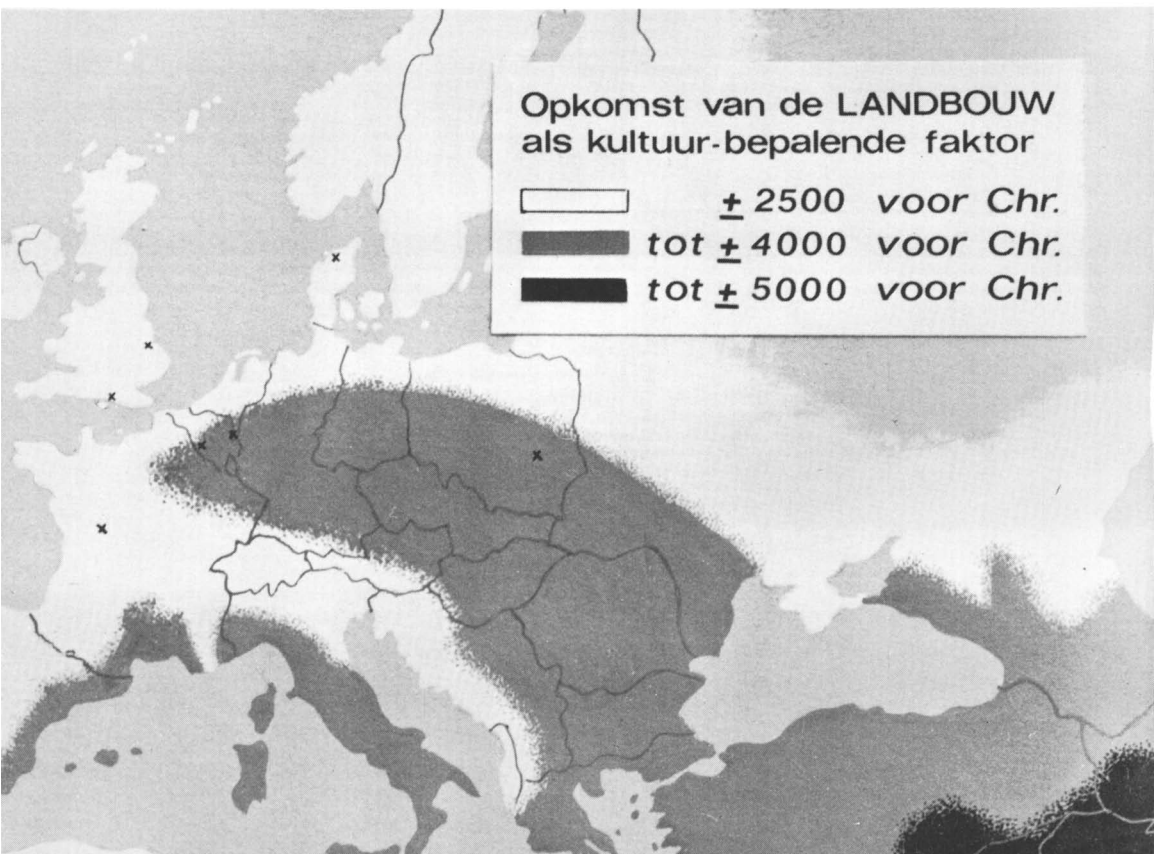 Opkomst van de LANDBOUW
als kultuur-bepalende faktor
± 2500 voor Chr.
tot ± 4000 voor Chr.
tot ± 5000 voor Chr.